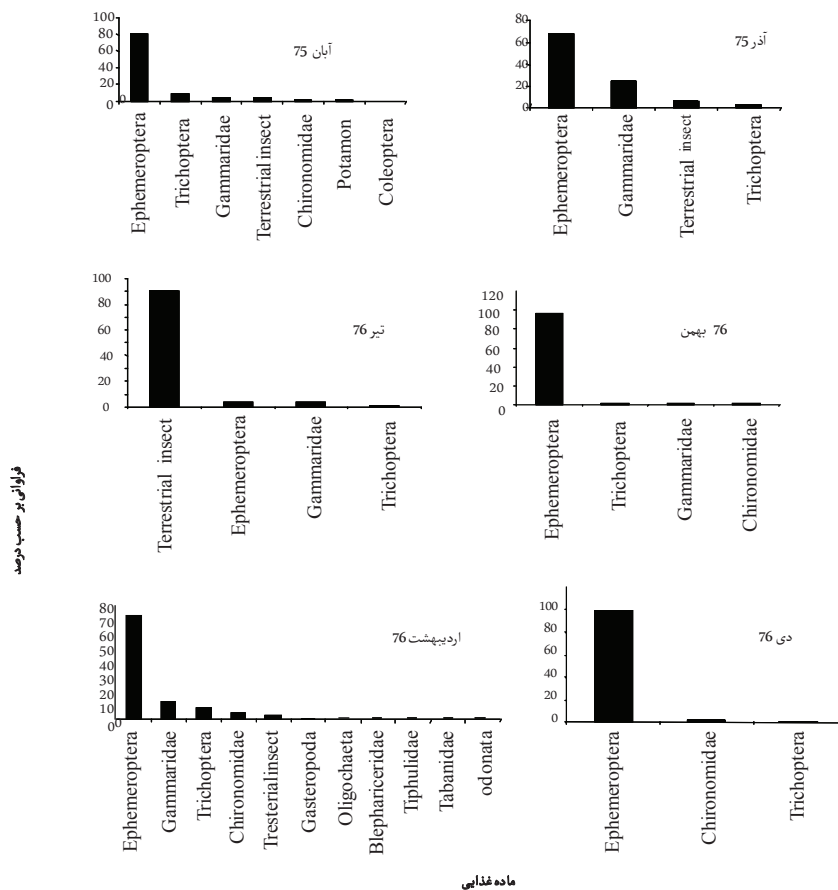 100
80
60
40
20
0
0
آبان 75
Ephemeroptera
Trichoptera
Gammaridae
Terrestrial insect
Chironomidae
Potamon
Coleoptera
80
60
40
20
0
آذر 75
Ephemeroptera
Gammaridae
Terrestrial insect
Trichoptera
100
80
60
40
20
0
تیر 76
Terrestrial insect
Ephemeroptera
Gammaridae
Trichoptera
120
100
80
60
40
20
0
76 بهمن
Ephemeroptera
Trichoptera
Gammaridae
Chironomidae
فراوانی بر حسب درصد
80
70
60
50
40
30
20
10
0
0
اردیبهشت 76
Ephemeroptera
Gammaridae
Trichoptera
Chironomidae
Tresterialinsect
Gasteropoda
Oligochaeta
Blephariceridae
Tiphulidae
Tabanidae
odonata
100
80
60
40
20
0
دی 76
Ephemeroptera
Chironomidae
Trichoptera
ماده غذایی